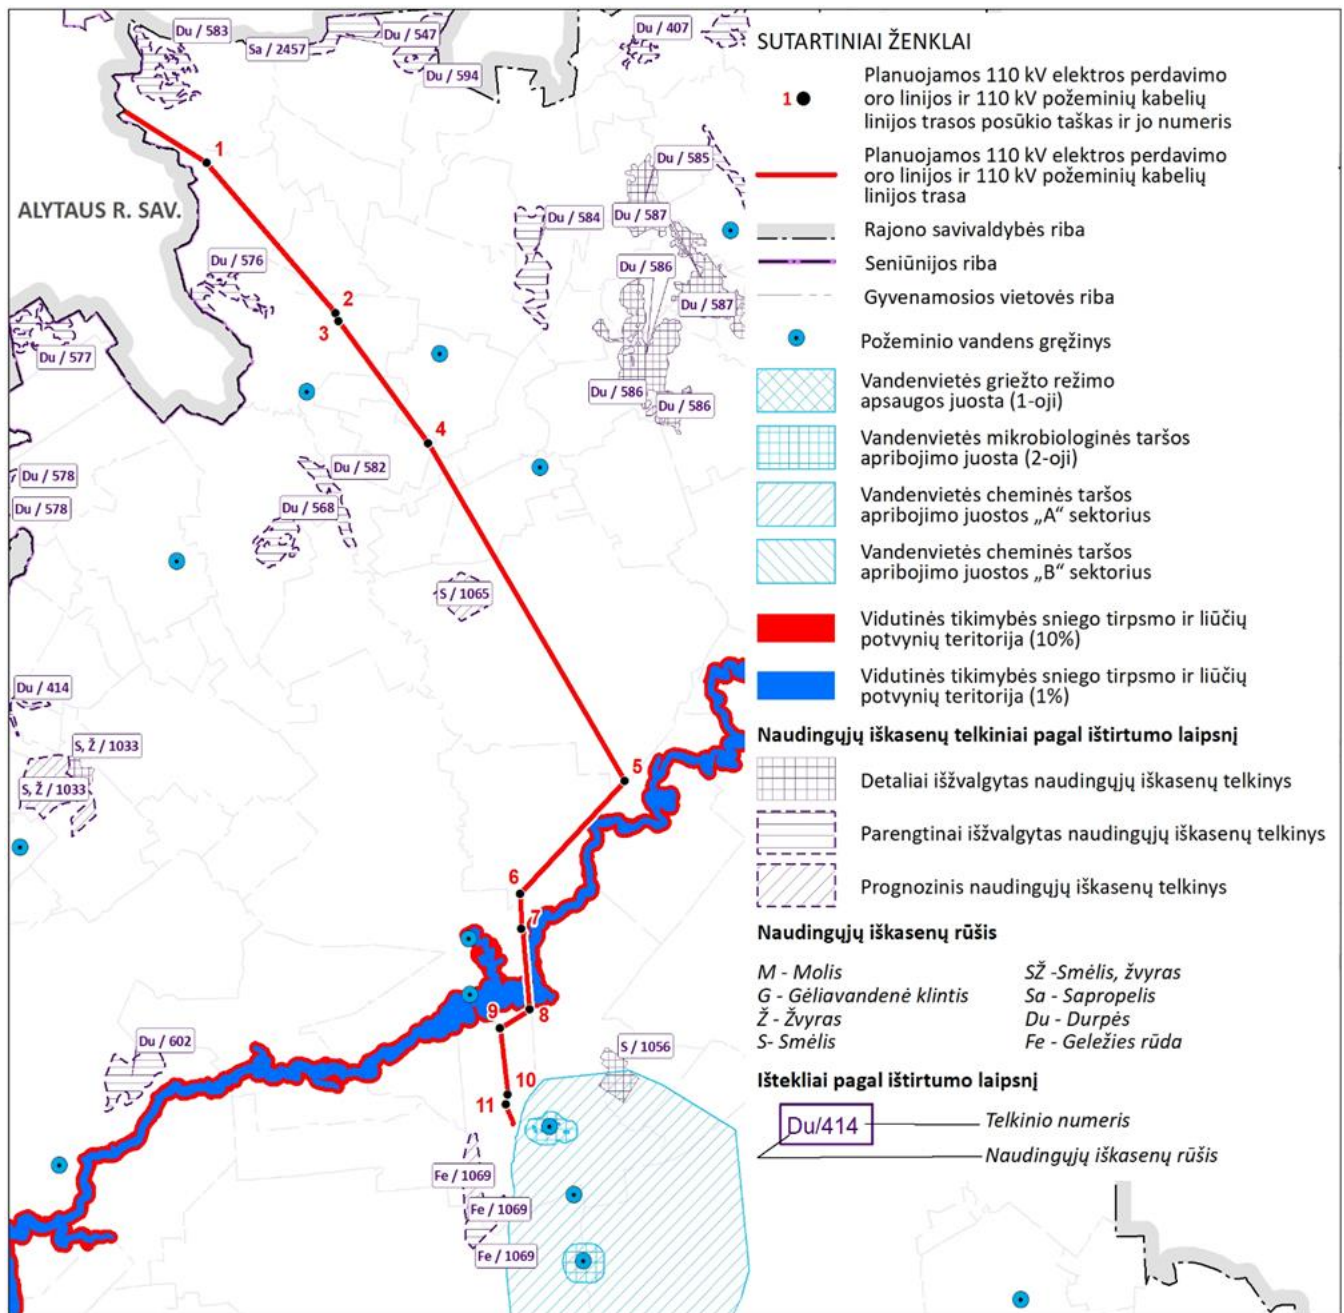 Du / 583
Sa / 2457
Du / 547
Du / 594
Du / 407
1
ALYTAUS R. SAV.
Du / 585
Du / 587
Du / 584
Du / 576
Du / 586
Du / 587
2
3
Du / 577
Du / 586
Du / 586
4
Du / 582
Du / 578
Du / 568
Du / 578
S / 1065
Du / 414
S, Ž / 1033
S, Ž / 1033
5
6
7
8
9
Du / 602
S / 1056
10
11
Fe / 1069
Fe / 1069
Fe / 1069
SUTARTINIAI ŽENKLAI
1
Planuojamos 110 kV elektros perdavimo
oro linijos ir 110 kV požeminių kabelių
linijos trasos posūkio taškas ir jo numeris
Planuojamos 110 kV elektros perdavimo
oro linijos ir 110 kV požeminių kabelių
linijos trasa
Rajono savivaldybės riba
Seniūnijos riba
Gyvenamosios vietovės riba
Požeminio vandens gręžinys
Vandenvietės griežto režimo
apsaugos juosta (1-oji)
Vandenvietės mikrobiologinės taršos
apribojimo juosta (2-oji)
Vandenvietės cheminės taršos
apribojimo juostos „A“ sektorius
Vandenvietės cheminės taršos
apribojimo juostos „B“ sektorius
Vidutinės tikimybės sniego tirpsmo ir liūčių
potvynių teritorija (10%)
Vidutinės tikimybės sniego tirpsmo ir liūčių
potvynių teritorija (1%)
Naudingųjų iškasenų telkiniai pagal ištirtumo laipsnį
Detaliai išžvalgytas naudingųjų iškasenų telkinys
Parengtinai išžvalgytas naudingųjų iškasenų telkinys
Prognozinis naudingųjų iškasenų telkinys
Naudingųjų iškasenų rūšis
M - Molis
G - Gėliavandenė klintis
Ž - Žvyras
S- Smėlis
SŽ -Smėlis, žvyras
Sa - Sapropelis
Du - Durpės
Fe - Geležies rūda
Ištekliai pagal ištirtumo laipsnį
Du/414
Telkinio numeris
Naudingųjų iškasenų rūšis